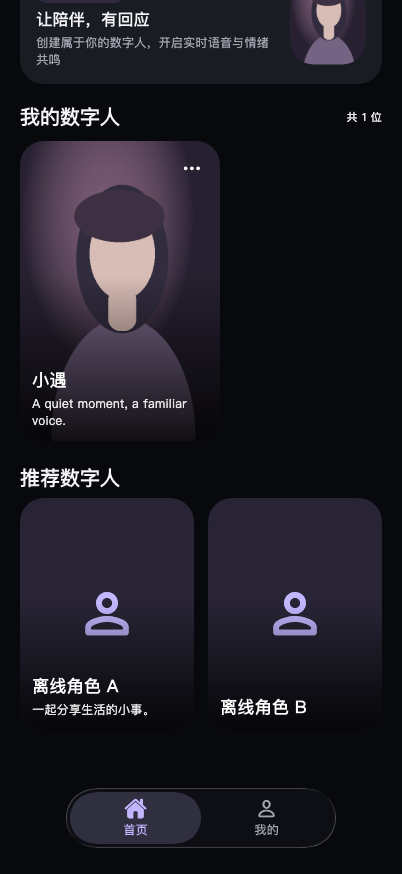 让陪伴，有回应
创建属于你的数字人，开启实时语音与情绪
共鸣
我的数字人
共 1 位
小遇
A quiet moment, a familiar
voice.
推荐数字人
离线角色 A
一起分享生活的小事。
离线角色 B
首页
我的